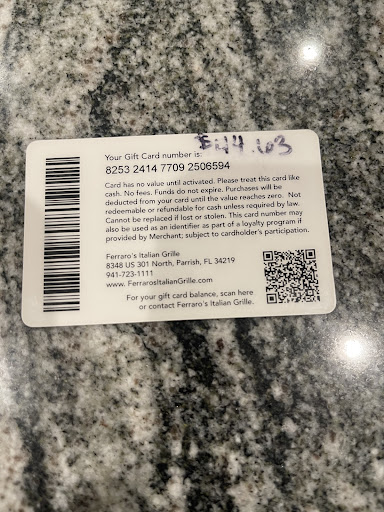 $44.63
Your Gift Card number is:
8253 2414 7709 2506594
Card has no value until activated. Please treat this card like
cash. No fees. Funds do not expire. Purchases will be
deducted from your card until the value reaches zero. Not
redeemable or refundable for cash unless required by law.
Cannot be replaced if lost or stolen. This card number may
also be used as an identifier as part of a loyalty program if
provided by Merchant; subject to cardholder's participation.
Ferraro's Italian Grille
8348 US 301 North, Parrish, FL 34219
941-723-1111
www. FerrarosItalianGrille.com
For your gift card balance, scan here
or contact Ferraro's Italian Grille.